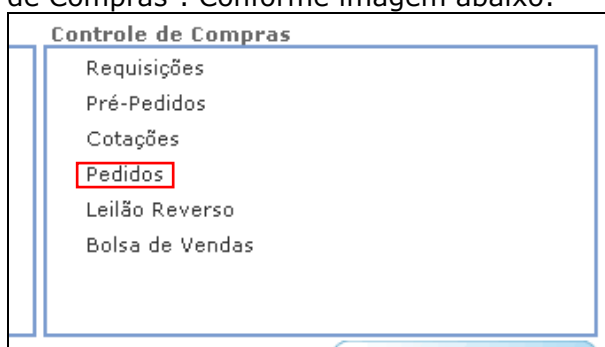 de Compras". Conforme imagem abaixo:
Controle de Compras
Requisições
Pré-Pedidos
Cotações
Pedidos
Leilão Reverso
Bolsa de Vendas